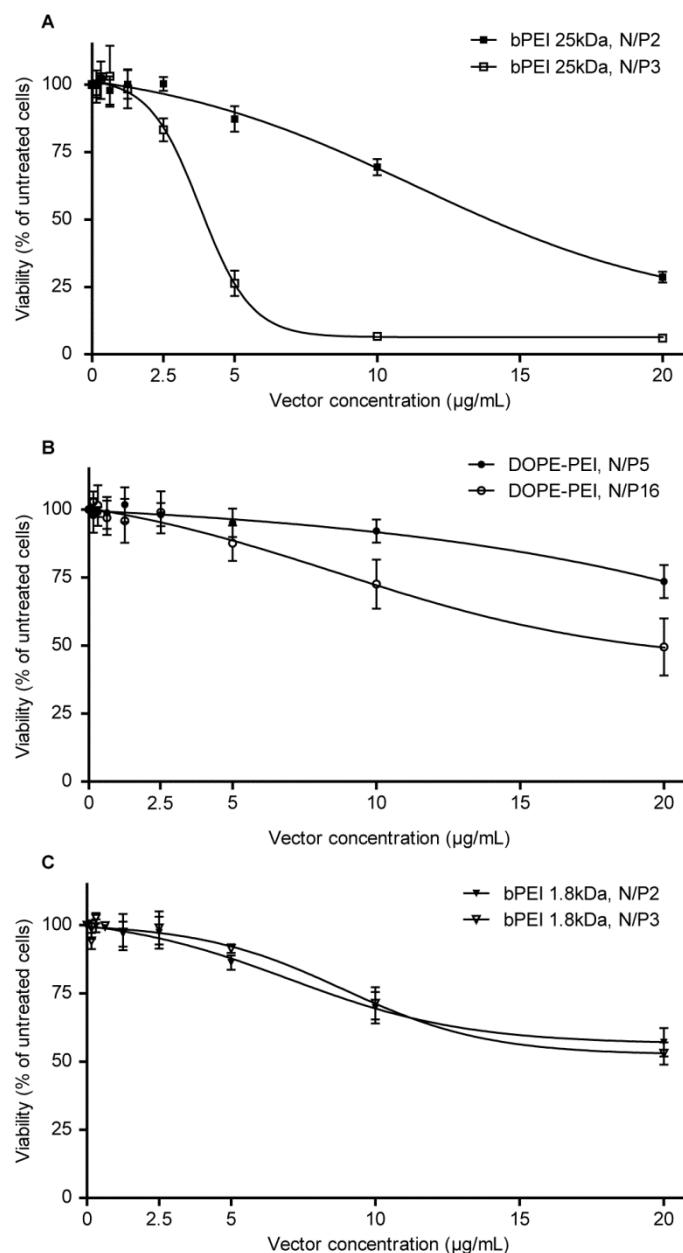 A
bPEI 25kDa, N/P2
bPEI 25kDa, N/P3
Viability (% of untreated cells)
100
75
50
25
0
0 2.5 5 10 15 20
Vector concentration (µg/mL)
B
DOPE-PEI, N/P5
DOPE-PEI, N/P16
Viability (% of untreated cells)
100
75
50
25
0
0 2.5 5 10 15 20
Vector concentration (µg/mL)
C
bPEI 1.8kDa, N/P2
bPEI 1.8kDa, N/P3
Viability (% of untreated cells)
100
75
50
25
0
0 2.5 5 10 15 20
Vector concentration (µg/mL)